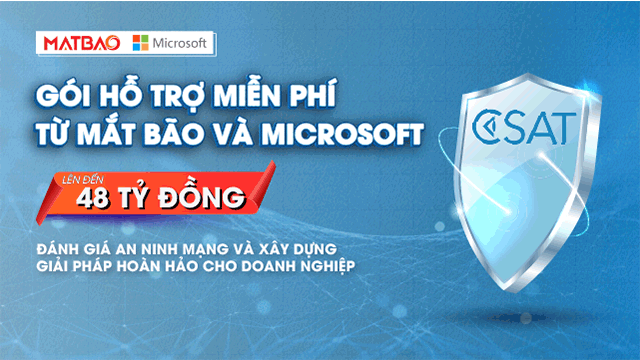 MATBAO Microsoft
GÓI HỖ TRỢ MIỄN PHÍ
TỪ MẮT BÃO VÀ MICROSOFT
LÊN ĐẾN
48 TỶ ĐỒNG
ĐÁNH GIÁ AN NINH MẠNG VÀ XÂY DỰNG
GIẢI PHÁP HOÀN HẢO CHO DOANH NGHIỆP
CSAT